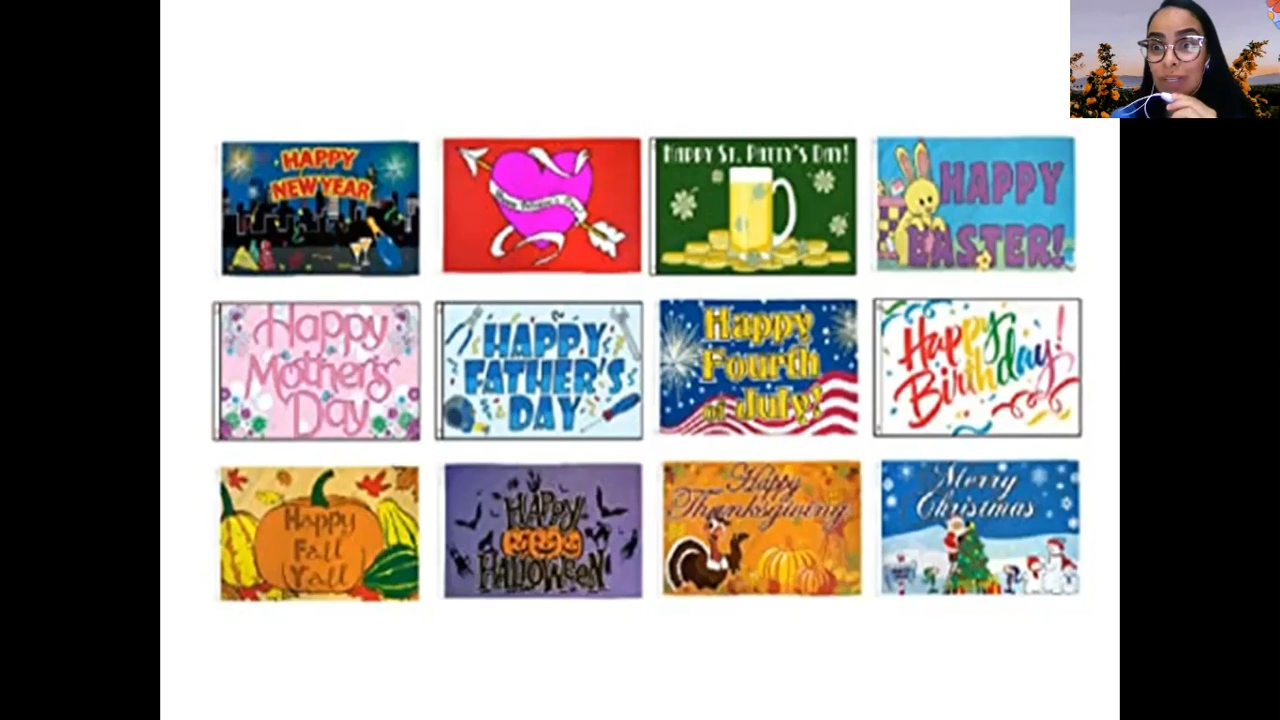 HAPPY
NEW YEAR
HAPPY ST. PATTY'S DAY!
HAPPY
EASTER!
Happy
Mother's
Day
HAPPY
FATHER'S
DAY
Happy
Fourth
of July!
Happy
Birthday!
Happy
Fall
Y'all
HAPPY
HALLOWEEN
Happy
Thanksgiving
Merry
Christmas